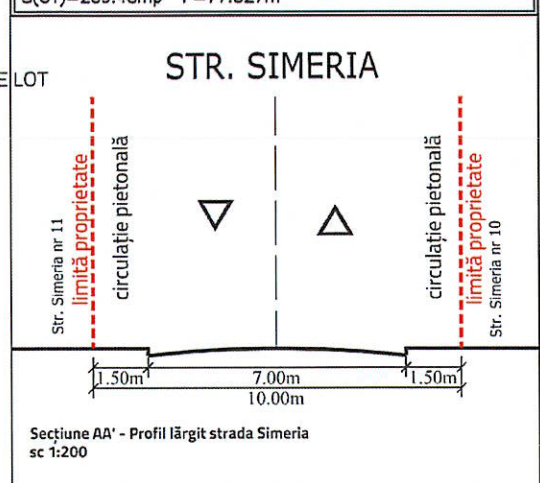 STR. SIMERIA
E LOT
Str. Simeria nr 11
limită proprietate
circulație pietonală
circulație pietonală
limită proprietate
Str. Simeria nr 10
1.50m
7.00m
1.50m
10.00m
Secțiune AA' - Profil lărgit strada Simeria
sc 1:200